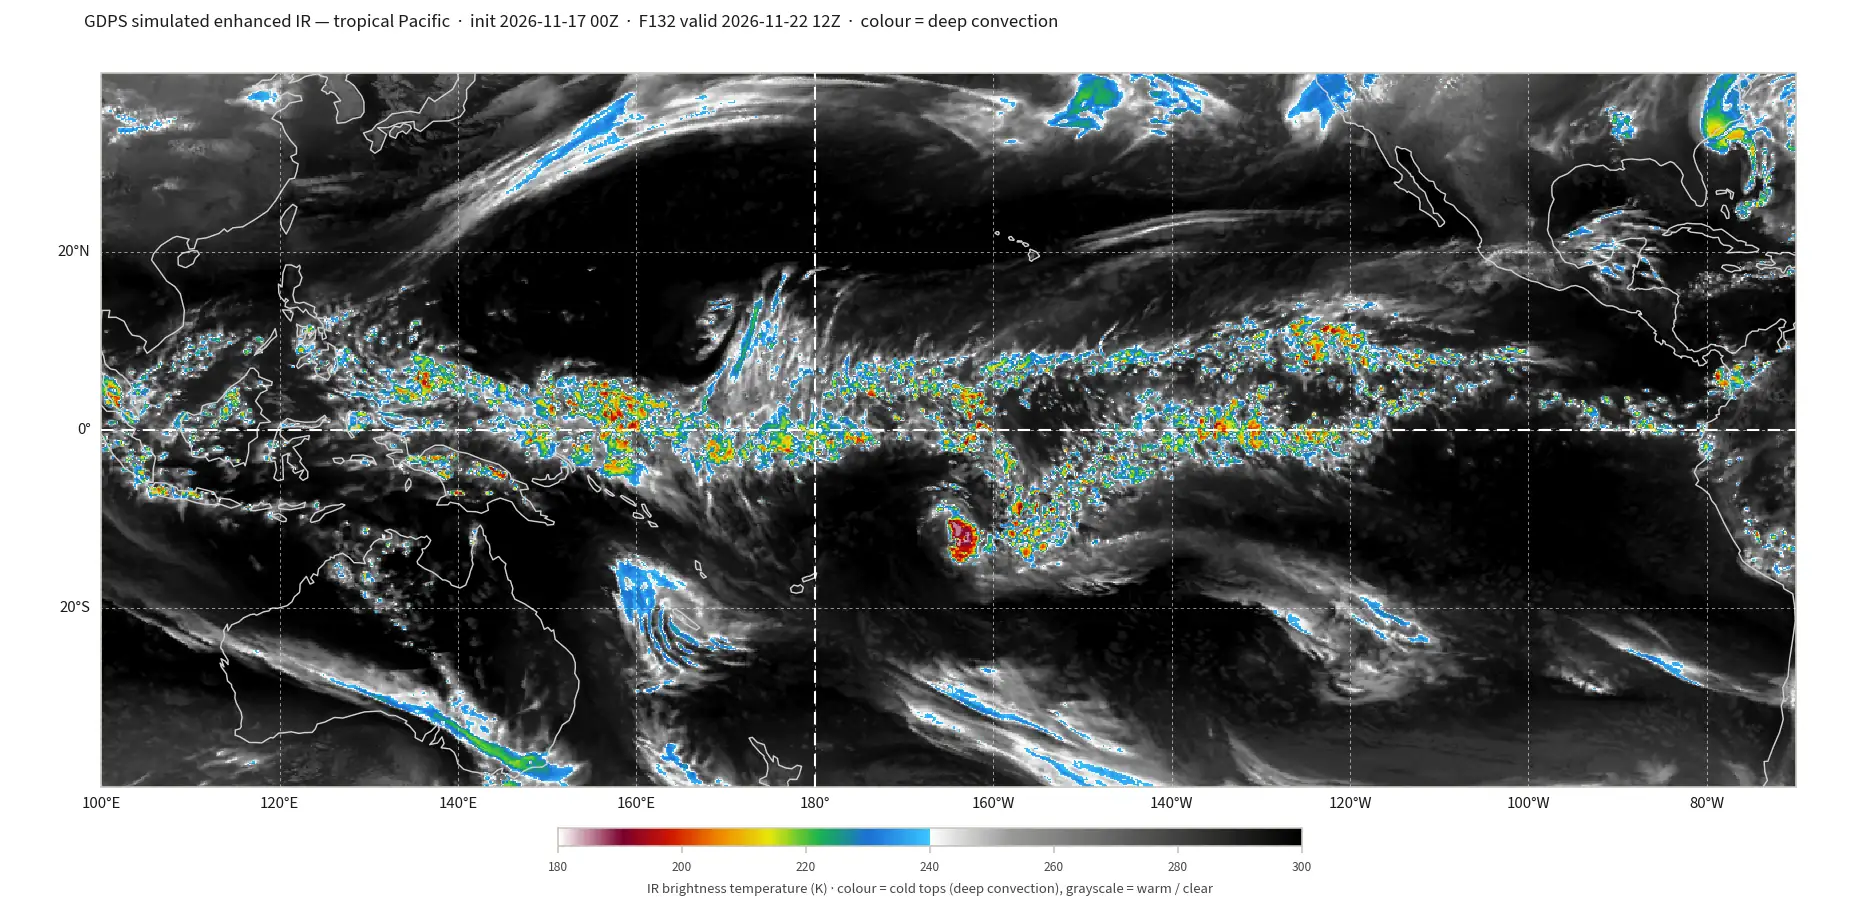 GDPS simulated enhanced IR — tropical Pacific · init 2026-11-17 00Z · F132 valid 2026-11-22 12Z · colour = deep convection
20°N
0°
20°S
100°E 120°E 140°E 160°E 180° 160°W 140°W 120°W 100°W 80°W
180 200 220 240 260 280 300
IR brightness temperature (K) · colour = cold tops (deep convection), grayscale = warm / clear